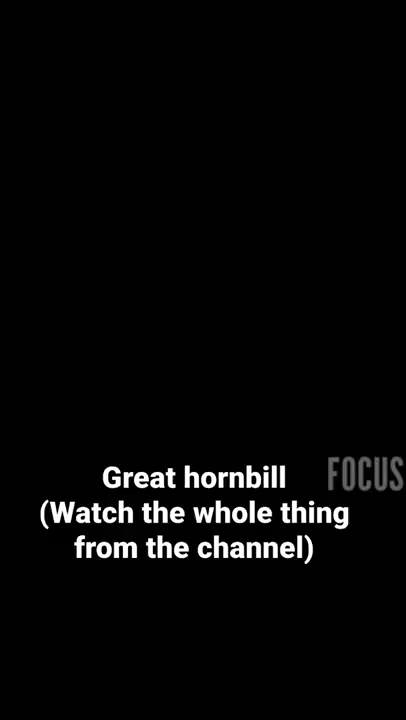 Great hornbill
FOCUS
(Watch the whole thing
from the channel)